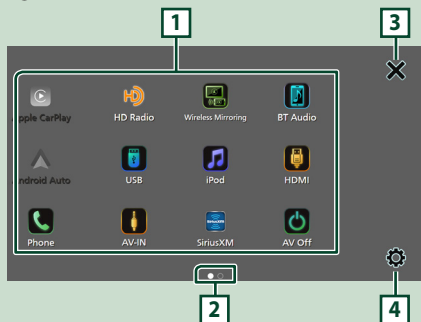 1
3
Apple CarPlay
HD Radio
Wireless Mirroring
BT Audio
Android Auto
USB
iPod
HDMI
Phone
AV-IN
SiriusXM
AV Off
2
4